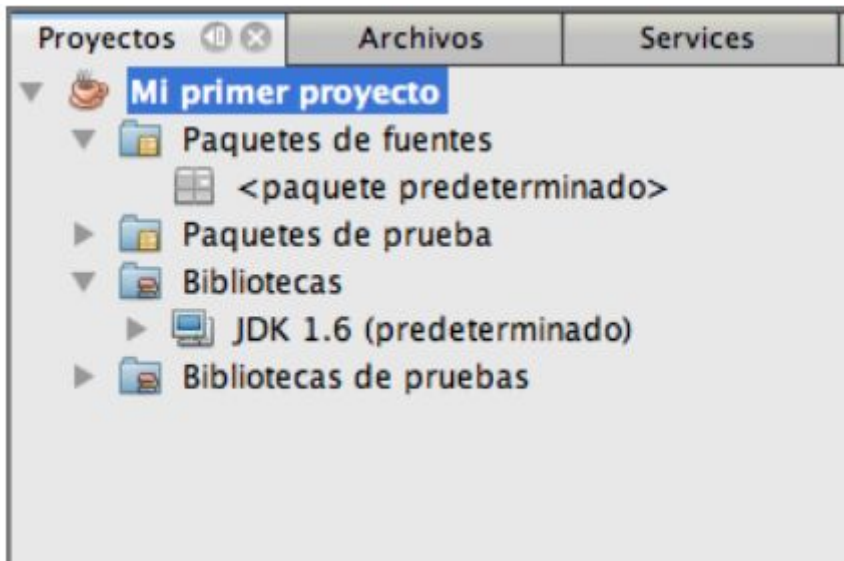 Proyectos Archivos Services
Mi primer proyecto
Paquetes de fuentes
<paquete predeterminado>
Paquetes de prueba
Bibliotecas
JDK 1.6 (predeterminado)
Bibliotecas de pruebas